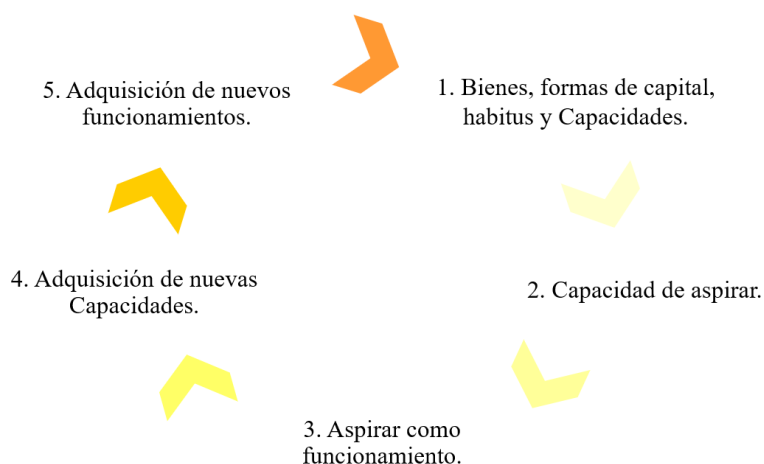 1. Bienes, formas de capital,
habitus y Capacidades.
2. Capacidad de aspirar.
3. Aspirar como
funcionamiento.
4. Adquisición de nuevas
Capacidades.
5. Adquisición de nuevos
funcionamientos.